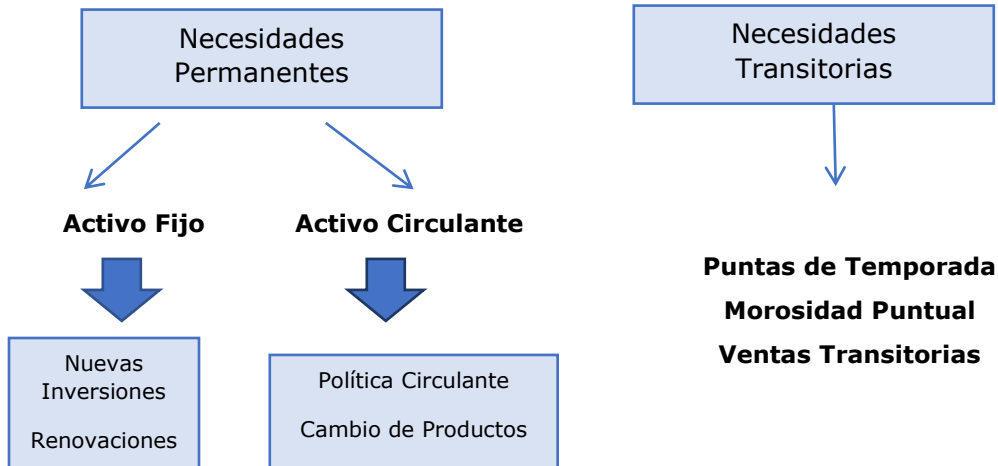 Necesidades
Permanentes
Necesidades
Transitorias
Activo Fijo
Activo Circulante
Puntas de Temporada
Morosidad Puntual
Ventas Transitorias
Nuevas
Inversiones
Renovaciones
Política Circulante
Cambio de Productos